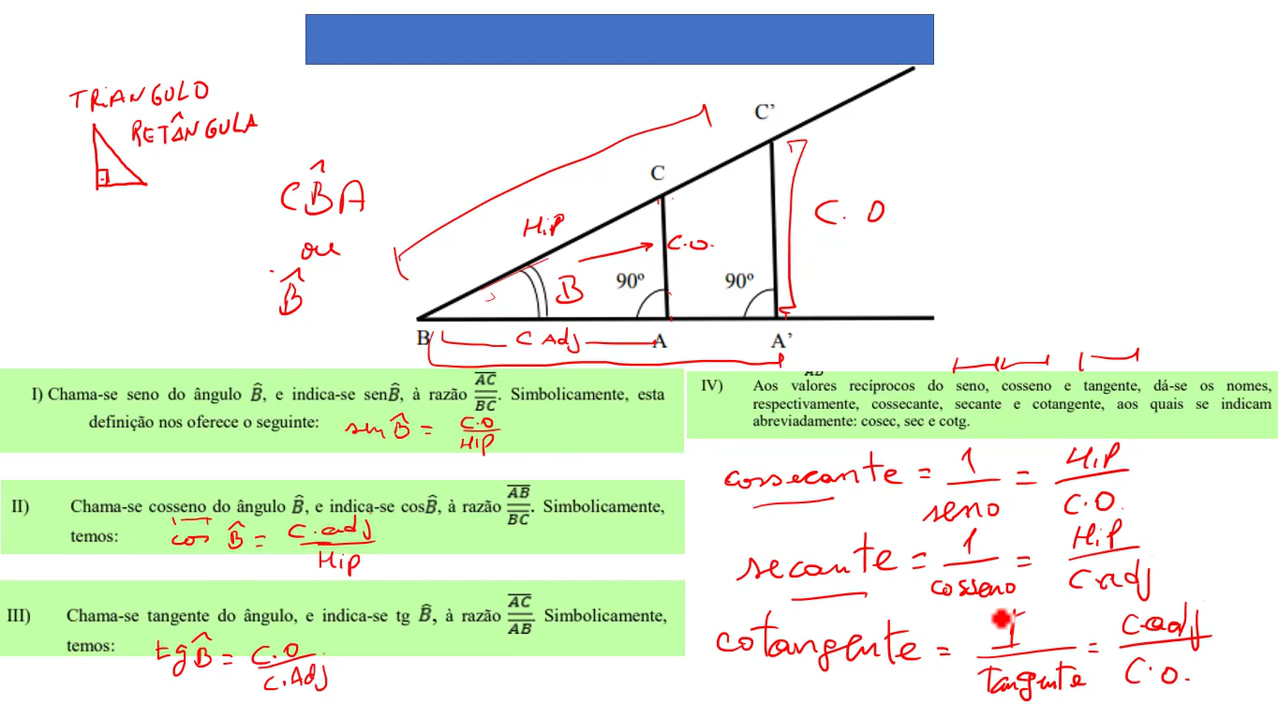 TRIANGULO
RETÂNGULA
CB̂A
ou
B̂
Hip
C
C'
C.O.
C. O
B
90º
90º
B
C Adj
A
A'
I) Chama-se seno do ângulo B̂, e indica-se senB̂, à razão AC/BC. Simbolicamente, esta
definição nos oferece o seguinte:
sen B̂ = C.O/HIP
II) Chama-se cosseno do ângulo B̂, e indica-se cosB̂, à razão AB/BC. Simbolicamente,
temos:
cos B̂ = C.adj/Hip
III) Chama-se tangente do ângulo, e indica-se tg B̂, à razão AC/AB Simbolicamente,
temos:
tg B̂ = C.O/C.Adj
AB
IV) Aos valores recíprocos do seno, cosseno e tangente, dá-se os nomes,
respectivamente, cossecante, secante e cotangente, aos quais se indicam
abreviadamente: cosec, sec e cotg.
cossecante = 1/seno = Hip/C.O.
secante = 1/cosseno = Hip/C adj
cotangente = 1/tangente = C adj/C.O.